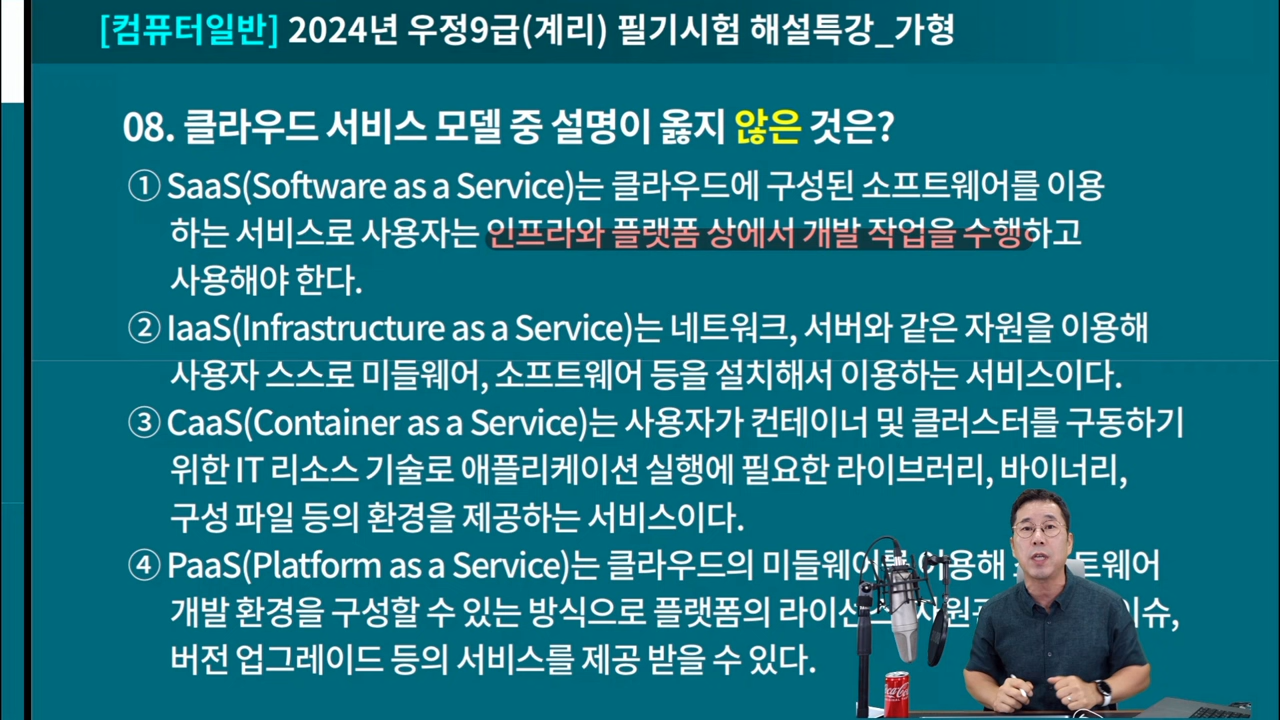 [컴퓨터일반] 2024년 우정9급(계리) 필기시험 해설특강_가형
08. 클라우드 서비스 모델 중 설명이 옳지 않은 것은?
① SaaS(Software as a Service)는 클라우드에 구성된 소프트웨어를 이용
하는 서비스로 사용자는 인프라와 플랫폼 상에서 개발 작업을 수행하고
사용해야 한다.
② IaaS(Infrastructure as a Service)는 네트워크, 서버와 같은 자원을 이용해
사용자 스스로 미들웨어, 소프트웨어 등을 설치해서 이용하는 서비스이다.
③ CaaS(Container as a Service)는 사용자가 컨테이너 및 클러스터를 구동하기
위한 IT 리소스 기술로 애플리케이션 실행에 필요한 라이브러리, 바이너리,
구성 파일 등의 환경을 제공하는 서비스이다.
④ PaaS(Platform as a Service)는 클라우드의 미들웨어를 이용해
개발 환경을 구성할 수 있는 방식으로 플랫폼의 라이선스,
버전 업그레이드 등의 서비스를 제공 받을 수 있다.
Coca-Cola